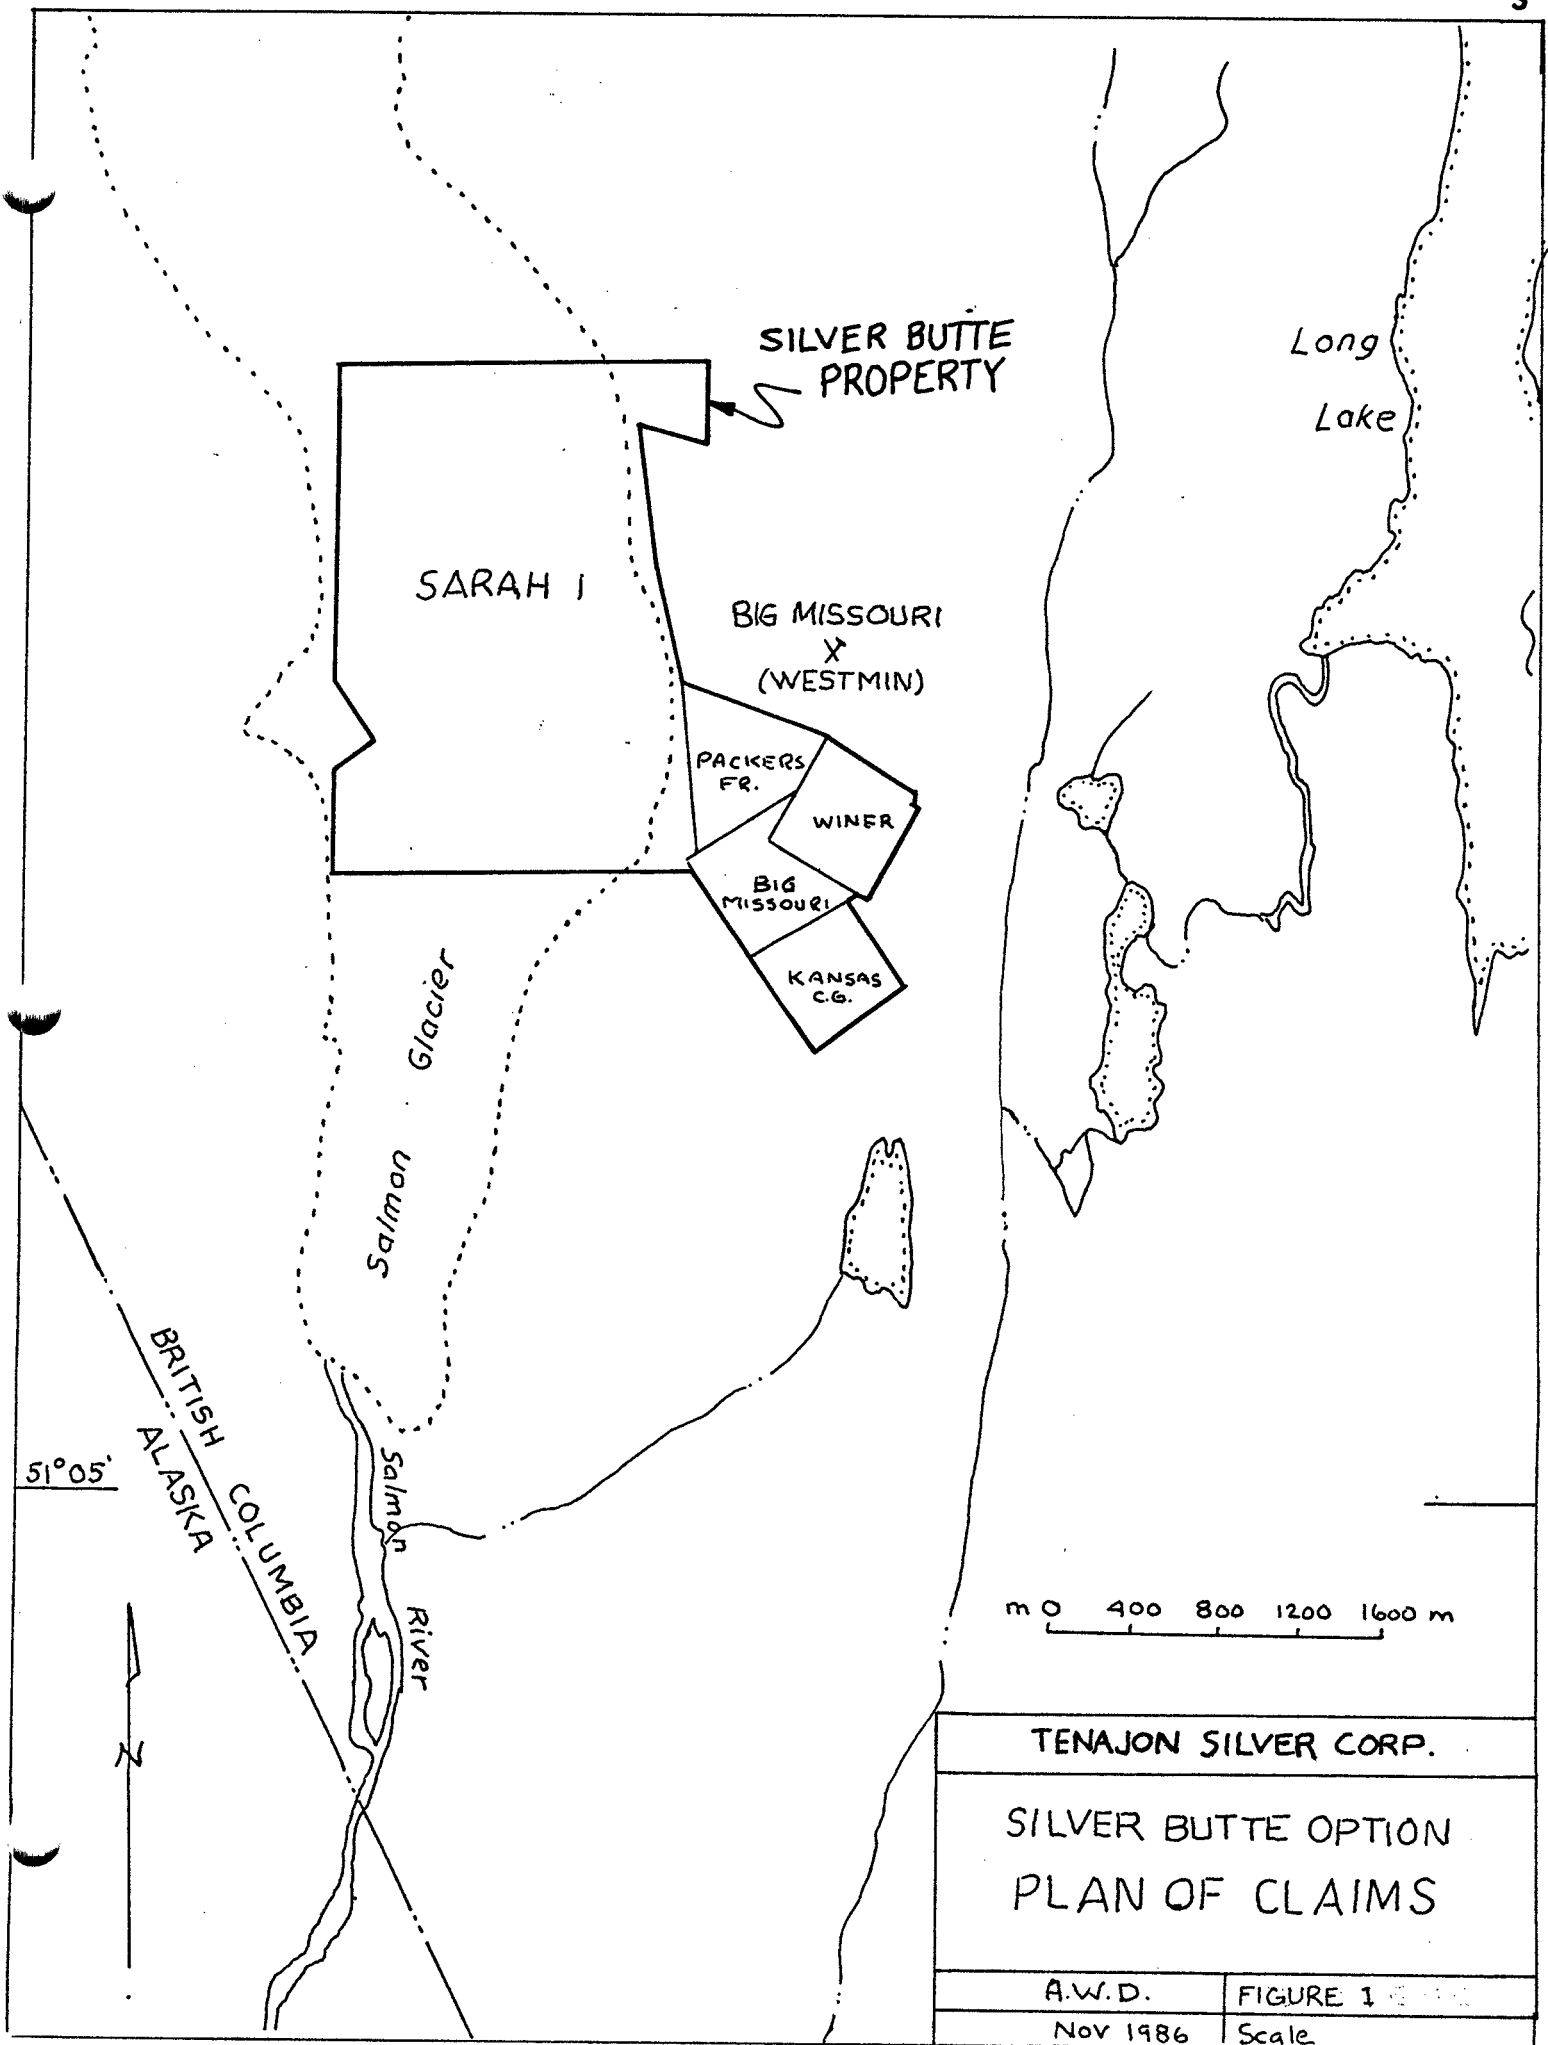 3
SILVER BUTTE
PROPERTY
Long
Lake
SARAH 1
BIG MISSOURI
X
(WESTMIN)
PACKERS
FR.
WINER
BIG
MISSOURI
KANSAS
C.G.
Salmon Glacier
BRITISH COLUMBIA
ALASKA
51°05'
Salmon River
N
m 0 400 800 1200 1600 m
TENAJON SILVER CORP.
SILVER BUTTE OPTION
PLAN OF CLAIMS
A.W.D.
FIGURE 1
Nov 1986
Scale